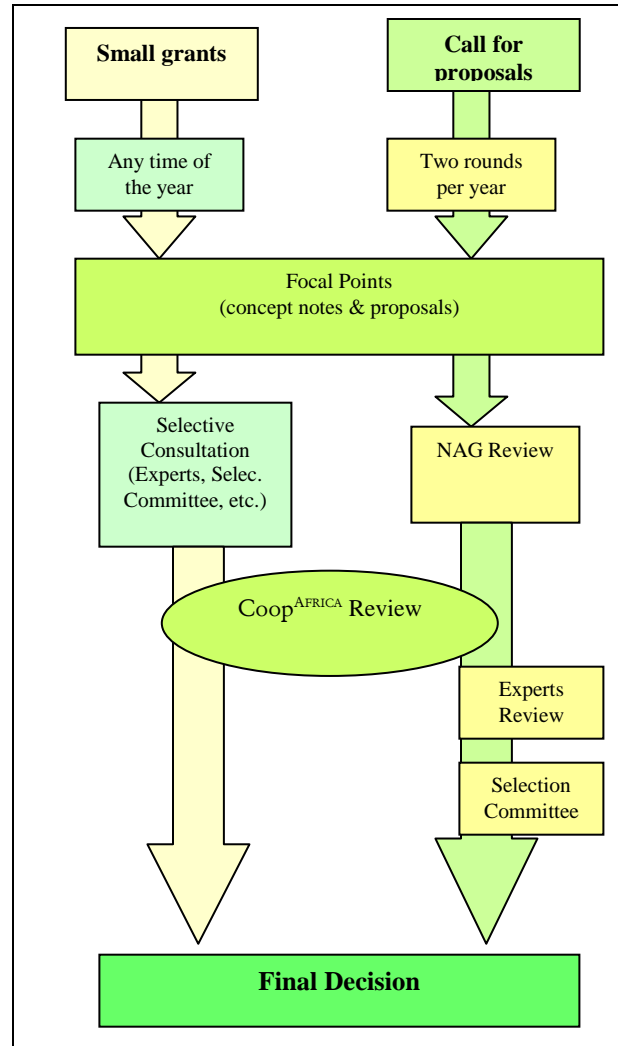 Small grants
Call for
proposals
Any time of
the year
Two rounds
per year
Focal Points
(concept notes & proposals)
Selective
Consultation
(Experts, Selec.
Committee, etc.)
NAG Review
CoopAFRICA Review
Experts
Review
Selection
Committee
Final Decision